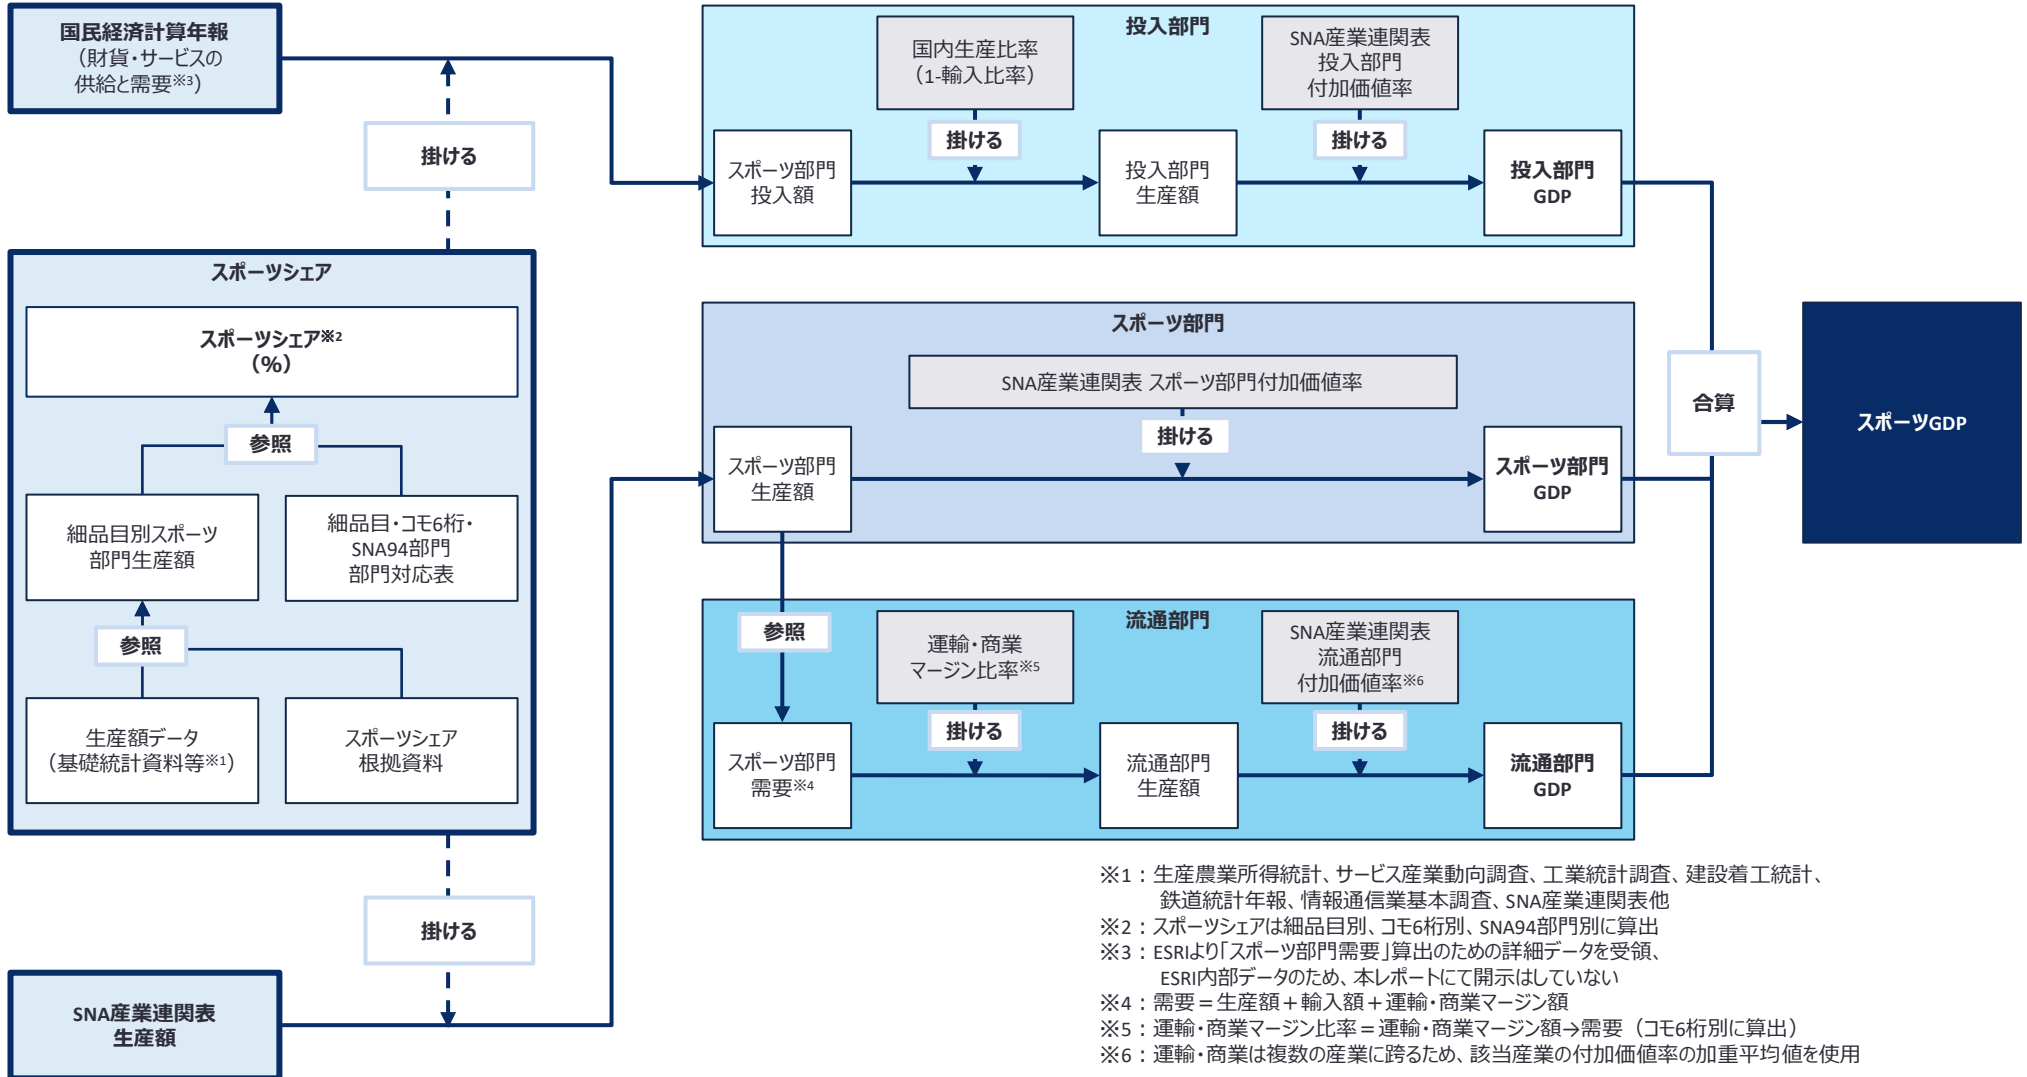 国民経済計算年報
（財貨・サービスの
供給と需要※3）
掛ける
スポーツシェア
スポーツシェア※2
（%）
参照
細品目別スポーツ
部門生産額
細品目・コモ6桁・
SNA94部門
部門対応表
参照
生産額データ
（基礎統計資料等※1）
スポーツシェア
根拠資料
掛ける
SNA産業連関表
生産額
投入部門
国内生産比率
（1-輸入比率）
SNA産業連関表
投入部門
付加価値率
掛ける
掛ける
スポーツ部門
投入額
投入部門
生産額
投入部門
GDP
スポーツ部門
SNA産業連関表 スポーツ部門付加価値率
掛ける
スポーツ部門
生産額
スポーツ部門
GDP
流通部門
参照
運輸・商業
マージン比率※5
SNA産業連関表
流通部門
付加価値率※6
掛ける
掛ける
スポーツ部門
需要※4
流通部門
生産額
流通部門
GDP
合算
スポーツGDP
※1：生産農業所得統計、サービス産業動向調査、工業統計調査、建設着工統計、
鉄道統計年報、情報通信業基本調査、SNA産業連関表他
※2：スポーツシェアは細品目別、コモ6桁別、SNA94部門別に算出
※3：ESRIより「スポーツ部門需要」算出のための詳細データを受領、
ESRI内部データのため、本レポートにて開示はしていない
※4：需要＝生産額＋輸入額＋運輸・商業マージン額
※5：運輸・商業マージン比率＝運輸・商業マージン額→需要（コモ6桁別に算出）
※6：運輸・商業は複数の産業に跨るため、該当産業の付加価値率の加重平均値を使用